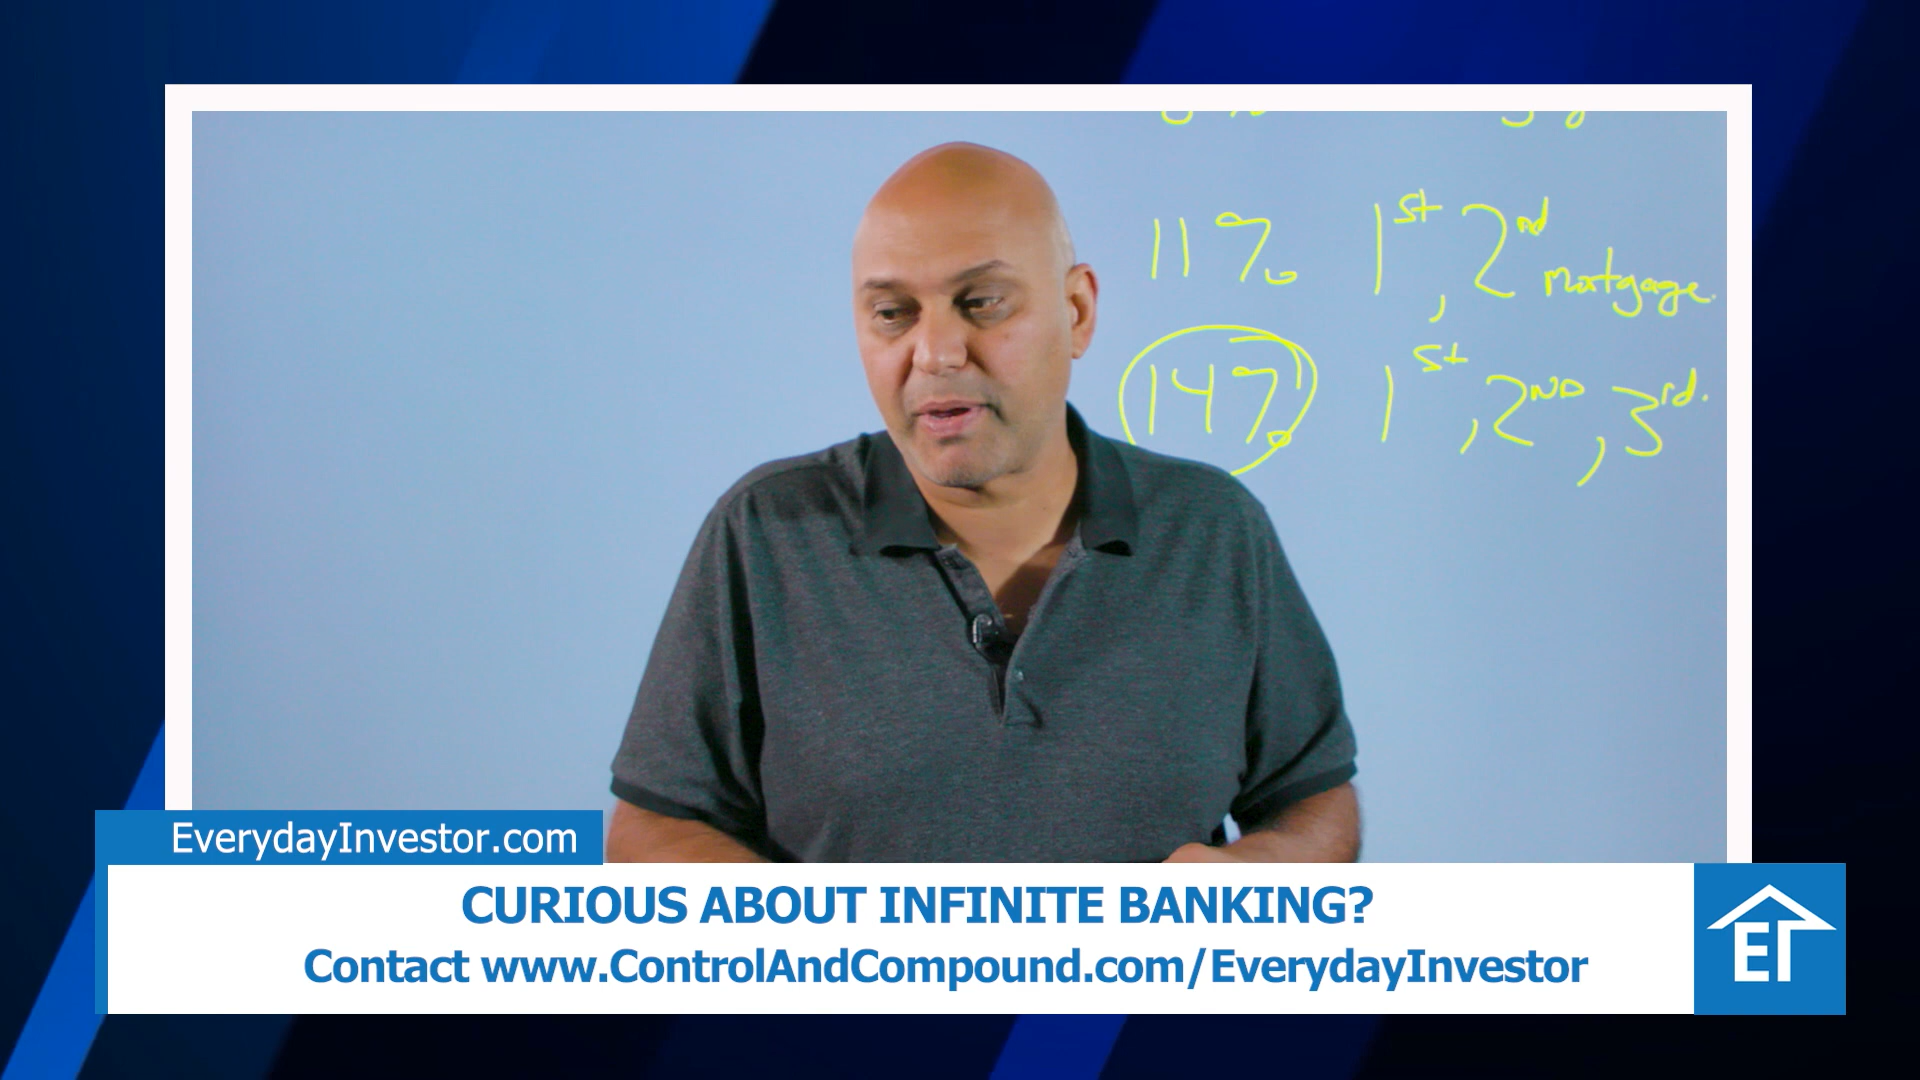 11% 1st, 2nd mortgage.
14% 1st, 2ND, 3rd.
EverydayInvestor.com
CURIOUS ABOUT INFINITE BANKING?
Contact www.ControlAndCompound.com/EverydayInvestor
EI